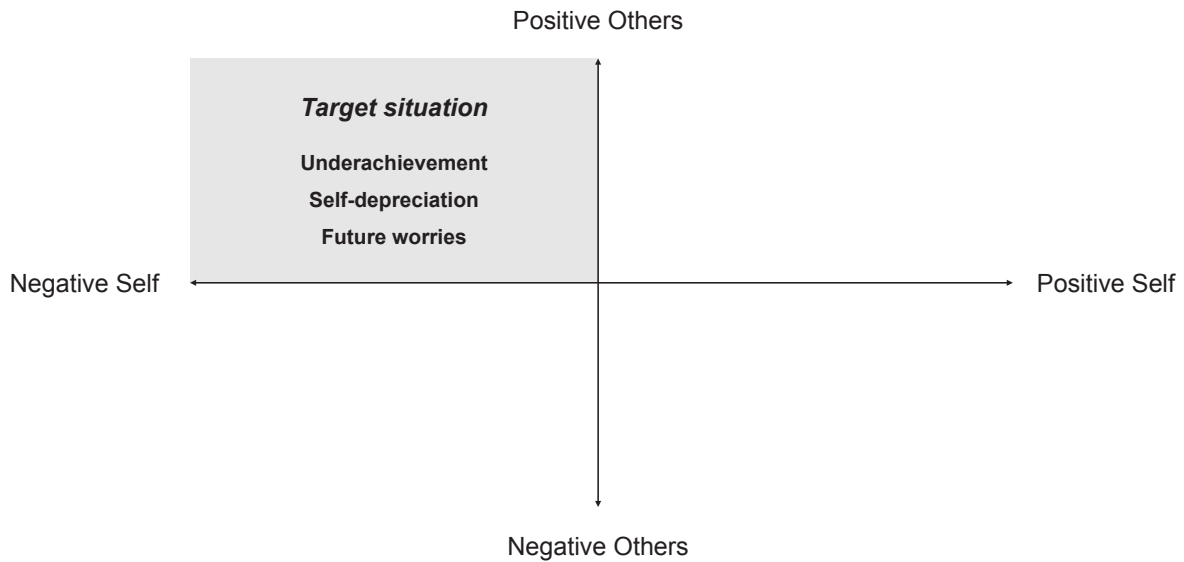 Positive Others
Target situation
Underachievement
Self-depreciation
Future worries
Negative Self
Positive Self
Negative Others